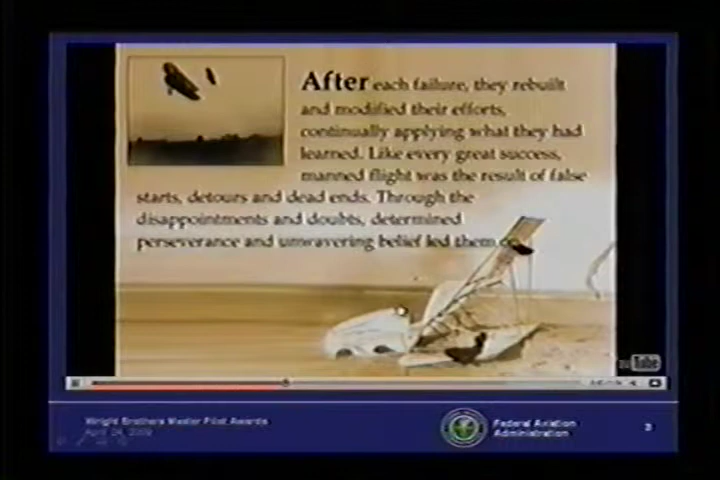 After each failure, they rebuilt
and modified their efforts,
continually applying what they had
learned. Like every great success,
manned flight was the result of false
starts, detours and dead ends. Through the
disappointments and doubts, determined
perseverance and unwavering belief led them
Tube
Wright Brothers Master Pilot Awards
April 24, 2009
Federal Aviation
Administration
3